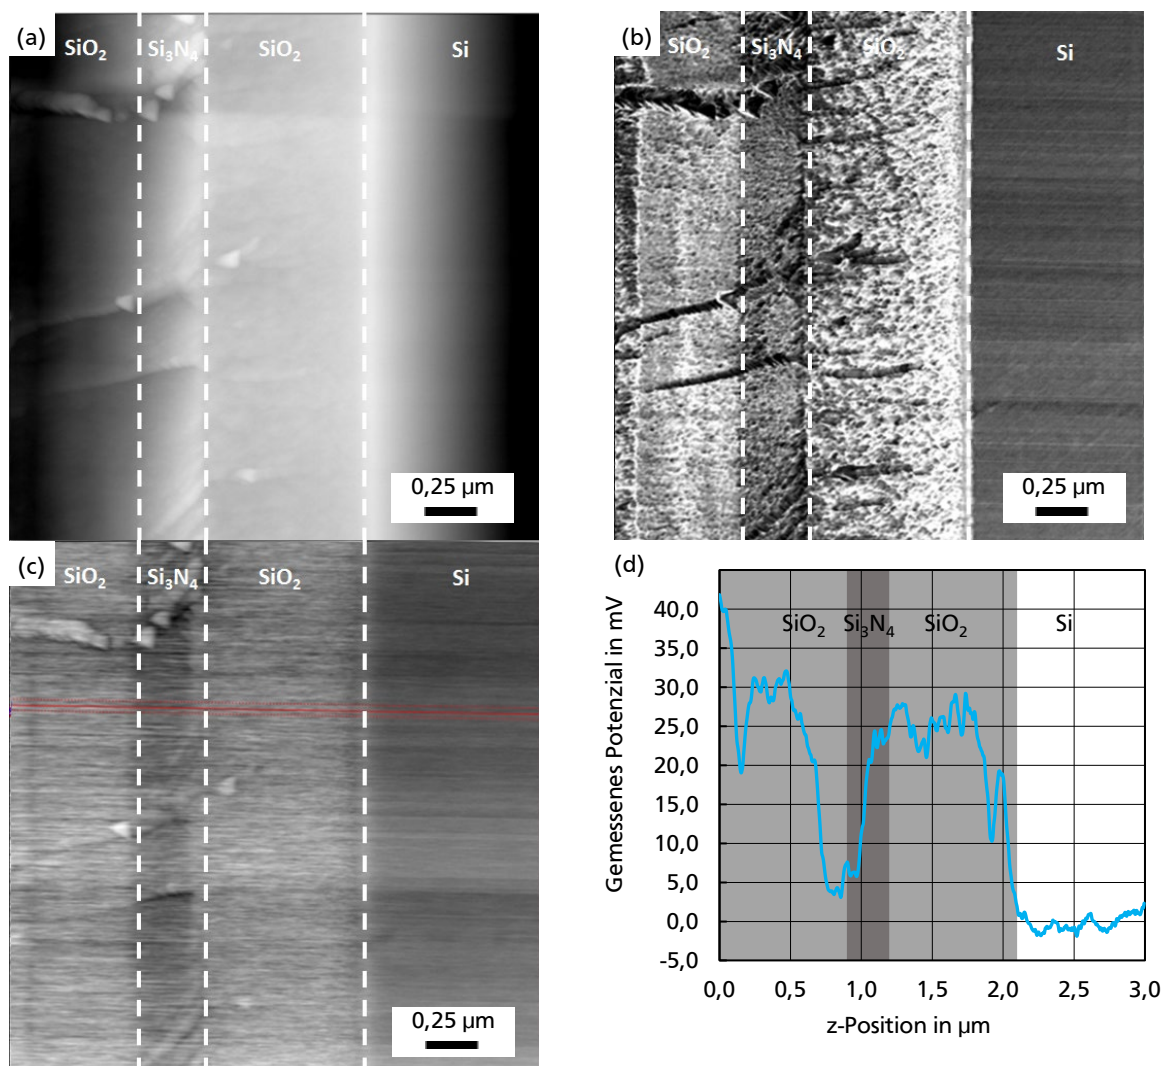 (a)
SiO2
Si3N4
SiO2
Si
0,25 µm
(b)
SiO2
Si3N4
SiO2
Si
0,25 µm
(c)
SiO2
Si3N4
SiO2
Si
0,25 µm
(d)
Gemessenes Potenzial in mV
40,0
35,0
30,0
25,0
20,0
15,0
10,0
5,0
0,0
-5,0
SiO2
Si3N4
SiO2
Si
0,0 0,5 1,0 1,5 2,0 2,5 3,0
z-Position in µm